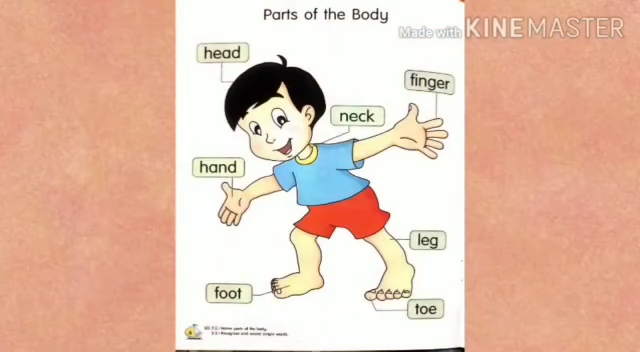 Parts of the Body
Made with KINEMASTER
head
finger
neck
hand
leg
foot
toe